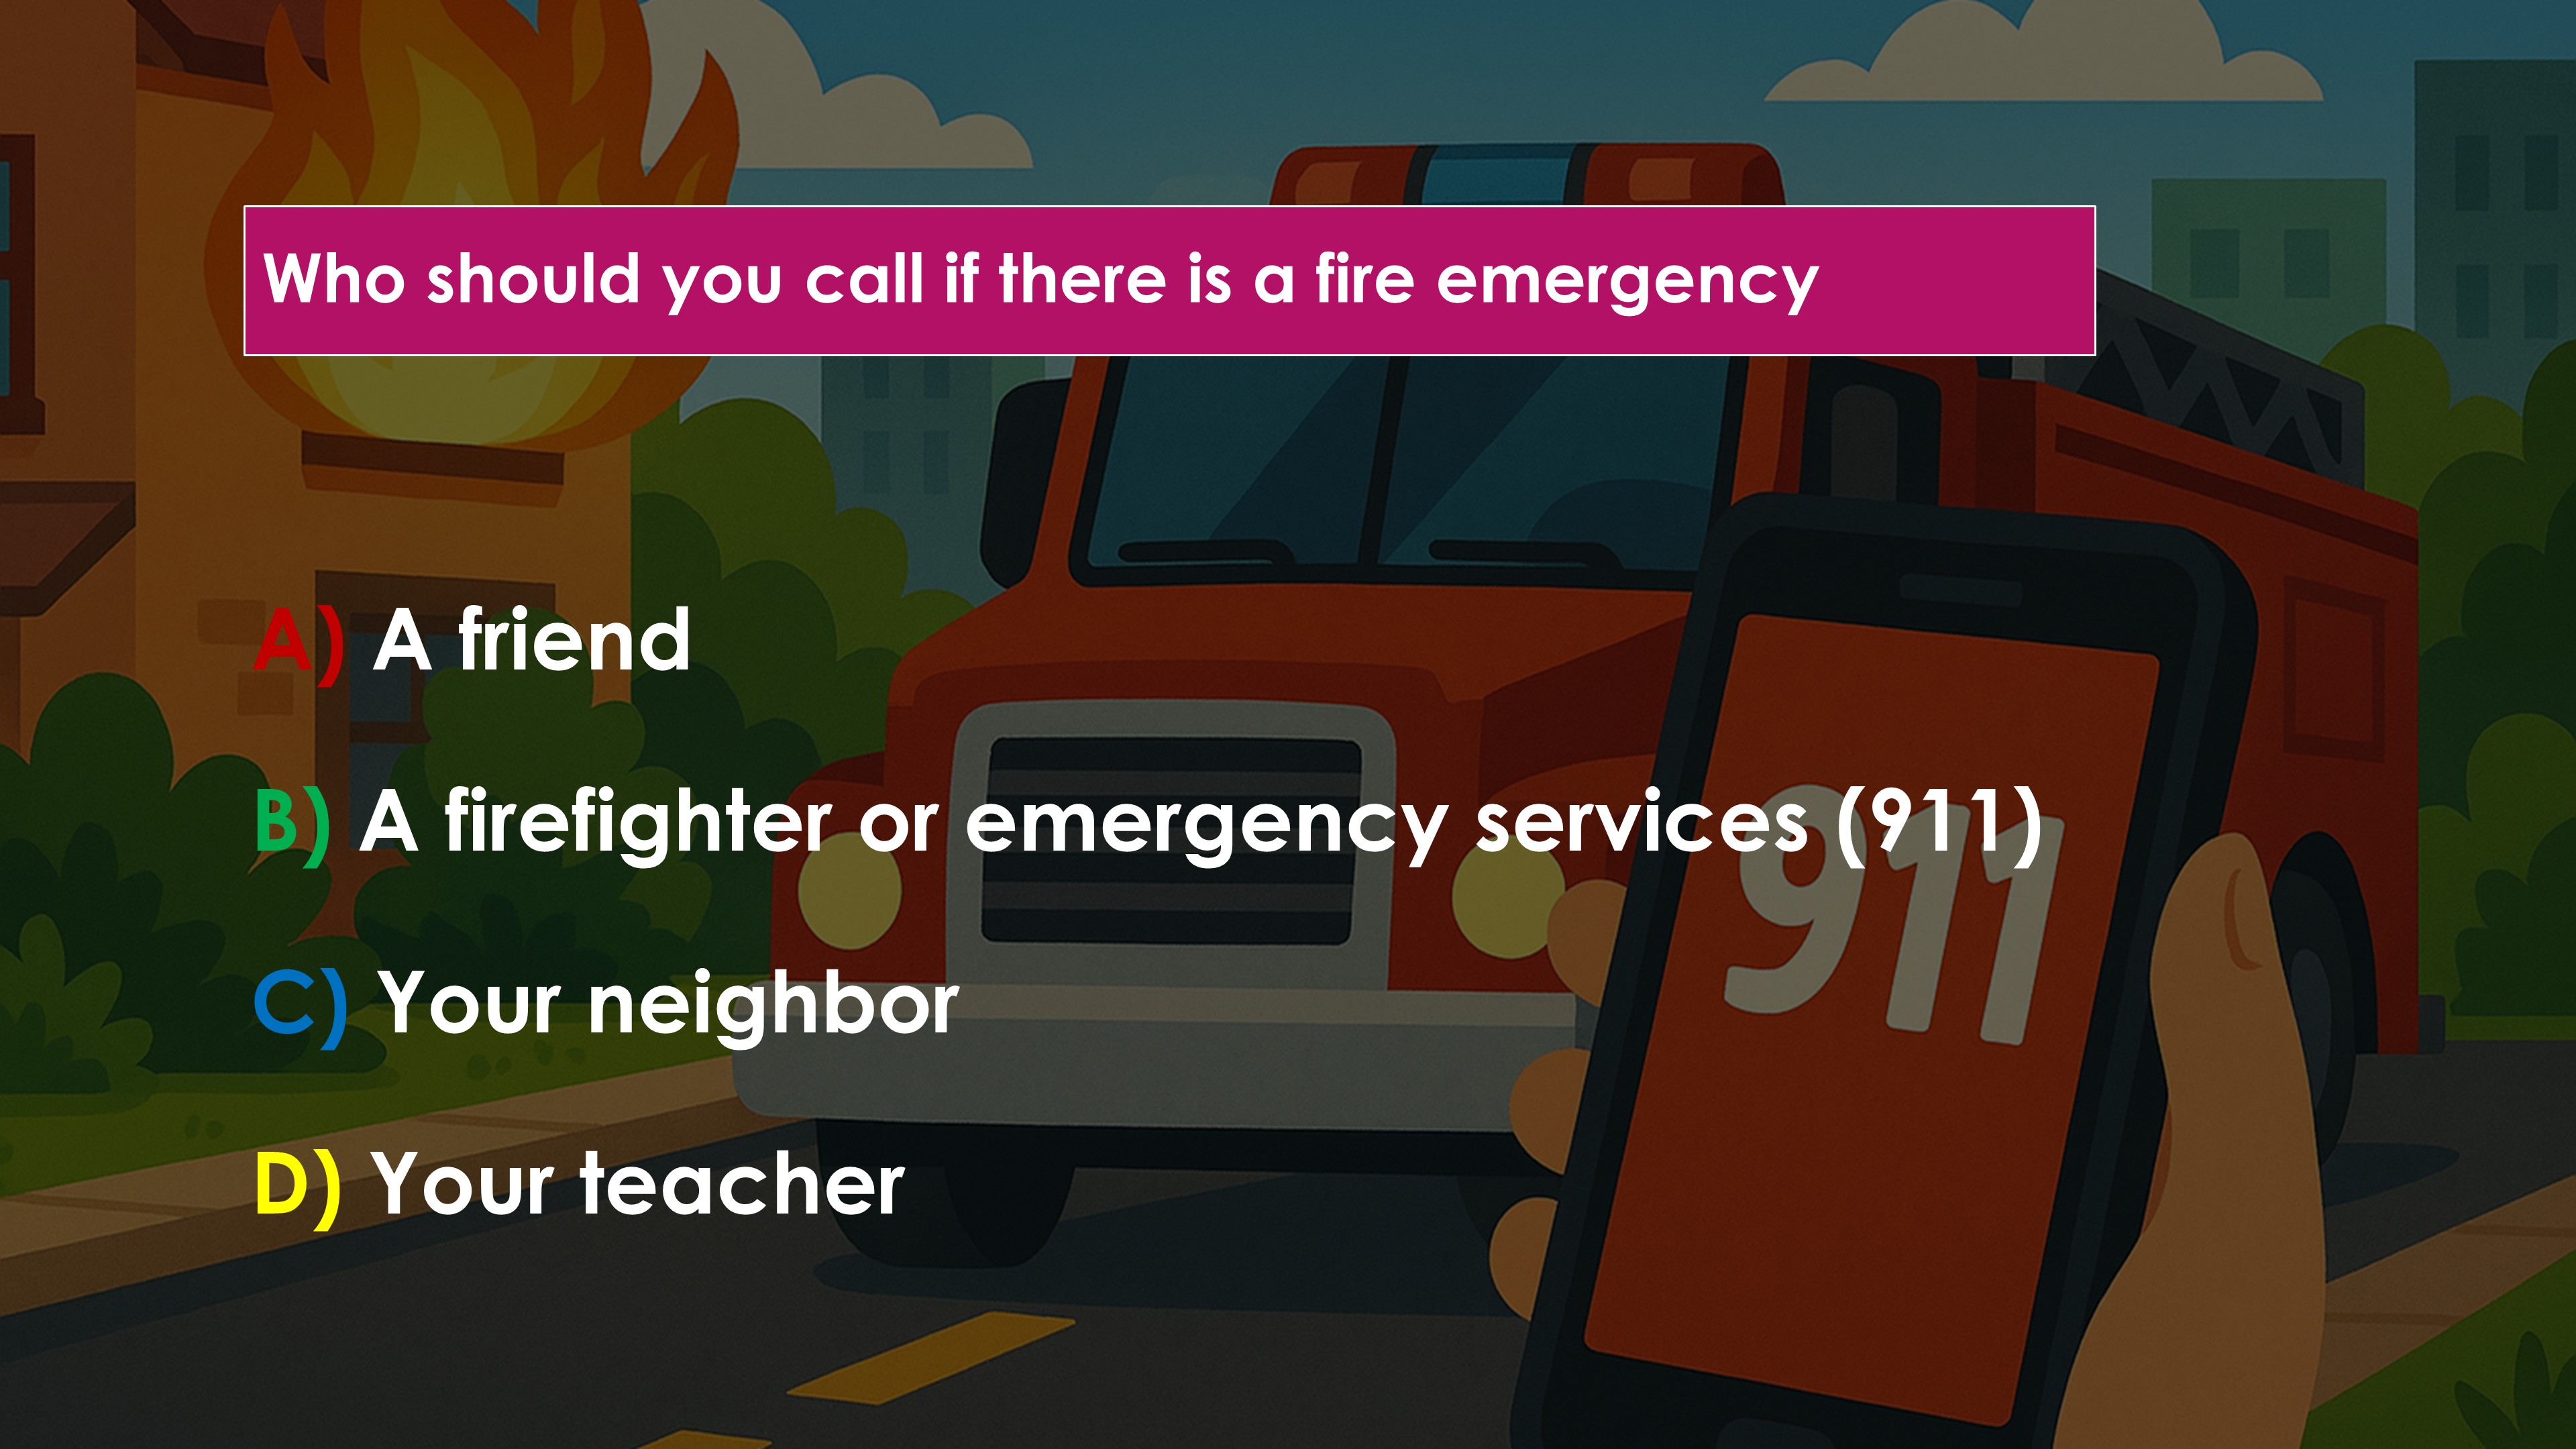 Who should you call if there is a fire emergency
A) A friend
B) A firefighter or emergency services (911)
C) Your neighbor
D) Your teacher
911